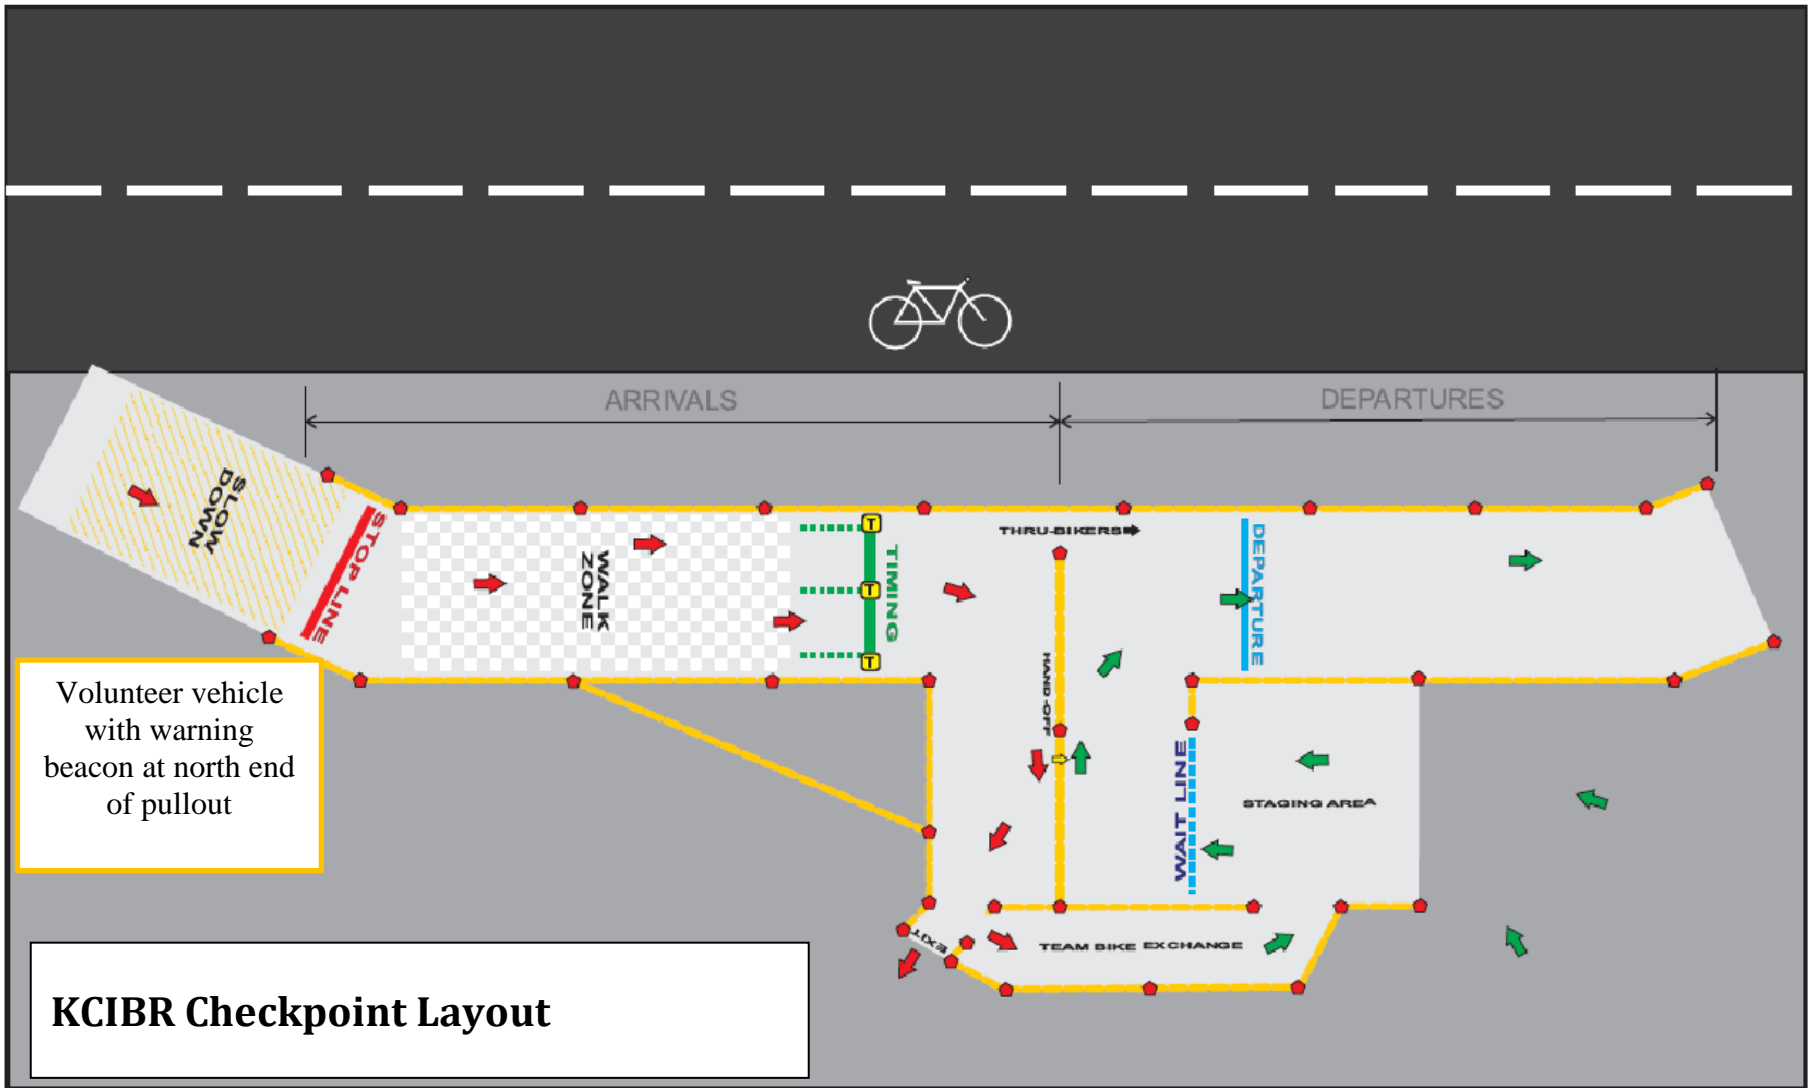 ARRIVALS
DEPARTURES
SLOW
DOWN
STOP LINE
WALK
ZONE
T
T
T
TIMING
THRU-BIKERS
DEPARTURE
HAND-OFF
WAIT LINE
STAGING AREA
EXIT
TEAM BIKE EXCHANGE
Volunteer vehicle
with warning
beacon at north end
of pullout
KCIBR Checkpoint Layout